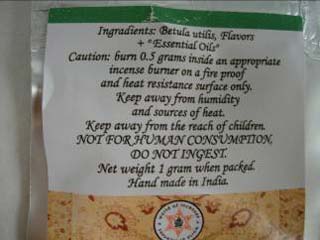 Ingredients: Betula utilis, Flavors
+ "Essential Oils"
Caution: burn 0.5 grams inside an appropriate
incense burner on a fire proof
and heat resistance surface only.
Keep away from humidity
and sources of heat.
Keep away from the reach of children.
NOT FOR HUMAN CONSUMPTION,
DO NOT INGEST.
Net weight 1 gram when packed.
Hand made in India.